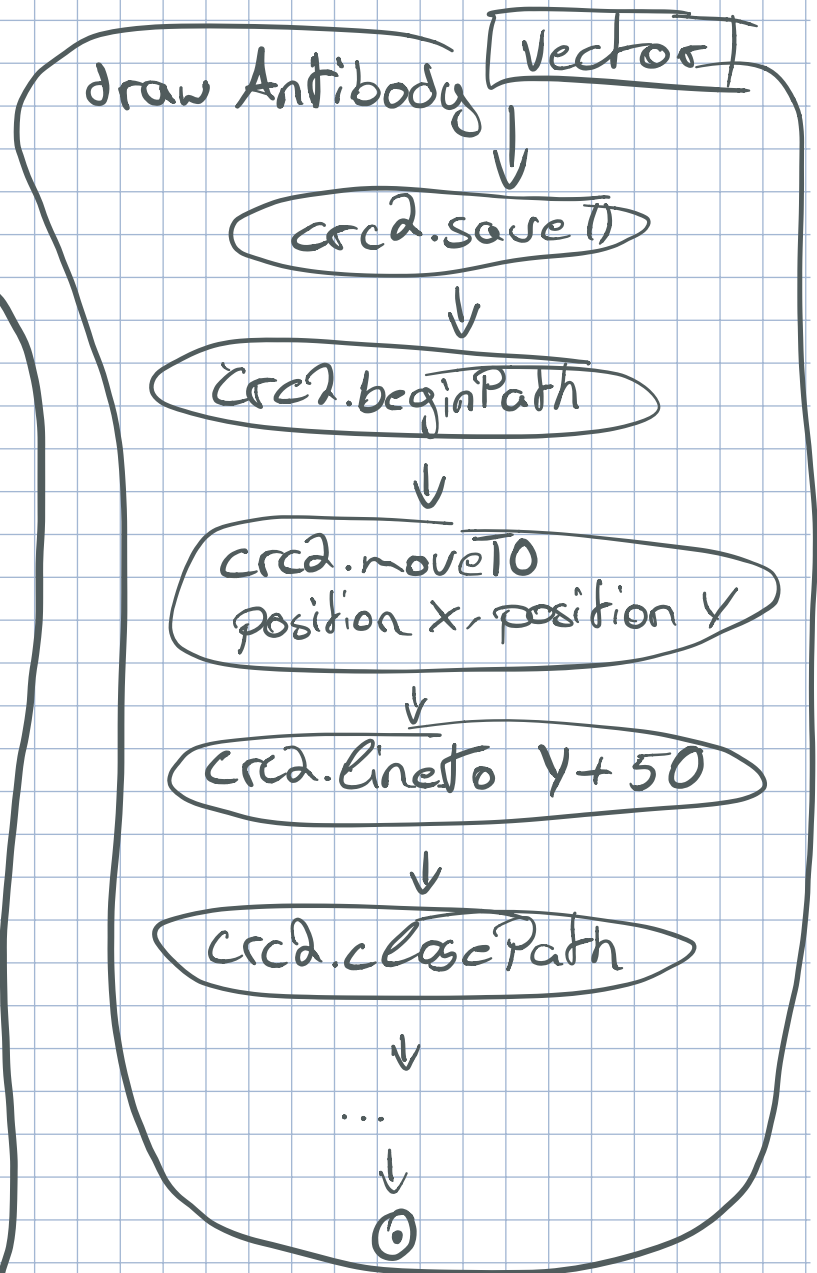 Vector
draw Antibody
crc2.save()
crc2.beginPath
crc2.moveTo
position X, position Y
crc2.lineTo Y + 50
crc2.closePath
...